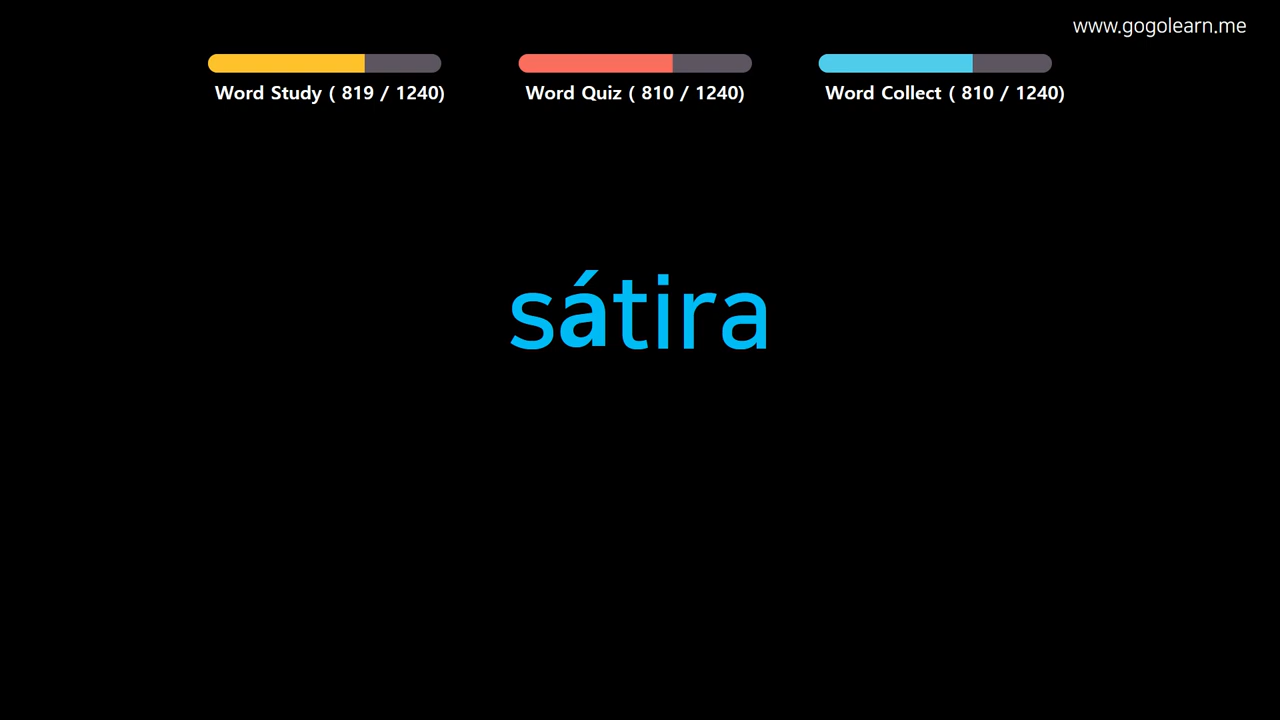 www.gogolearn.me
Word Study ( 819 / 1240)
Word Quiz ( 810 / 1240)
Word Collect ( 810 / 1240)
sátira